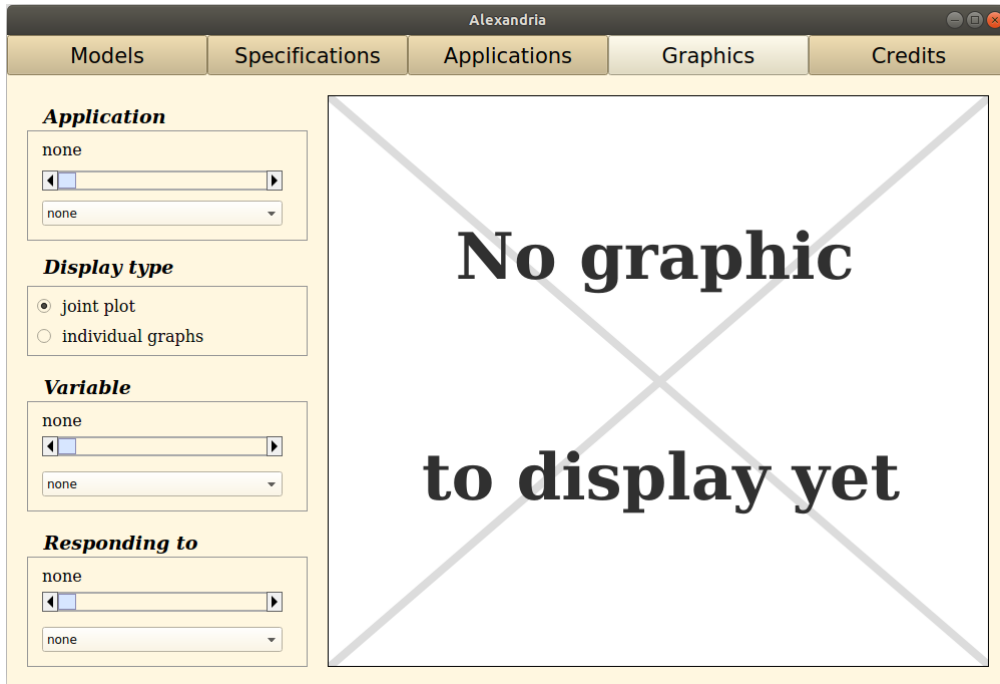 Alexandria
Models
Specifications
Applications
Graphics
Credits
Application
none
none
Display type
joint plot
individual graphs
Variable
none
none
Responding to
none
none
No graphic
to display yet